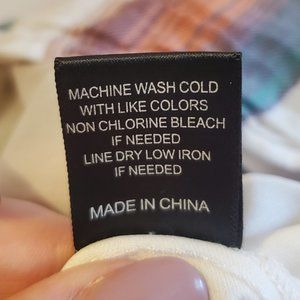 MACHINE WASH COLD
WITH LIKE COLORS
NON CHLORINE BLEACH
IF NEEDED
LINE DRY LOW IRON
IF NEEDED
MADE IN CHINA